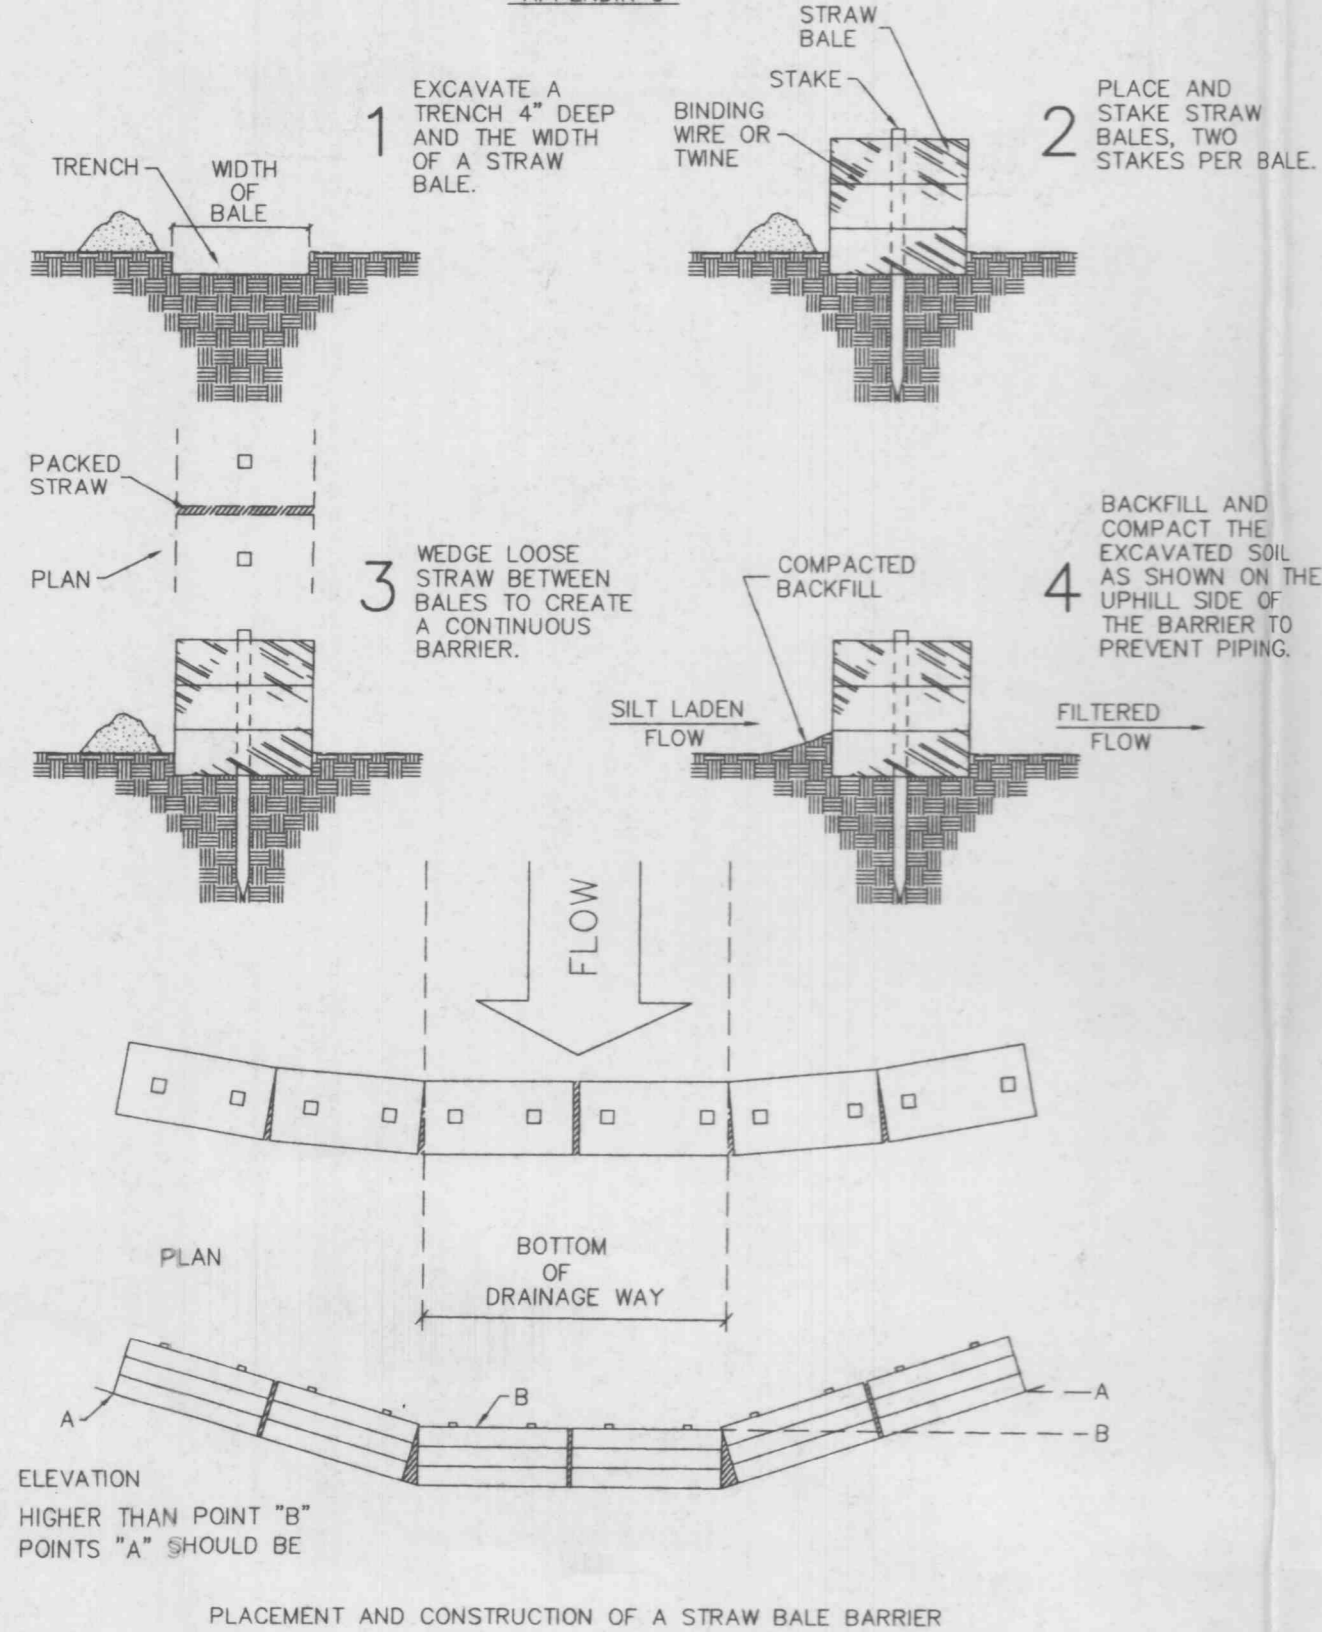 STRAW
BALE
STAKE
BINDING
WIRE OR
TWINE
1
EXCAVATE A
TRENCH 4" DEEP
AND THE WIDTH
OF A STRAW
BALE.
TRENCH
WIDTH
OF
BALE
2
PLACE AND
STAKE STRAW
BALES, TWO
STAKES PER BALE.
PACKED
STRAW
PLAN
3
WEDGE LOOSE
STRAW BETWEEN
BALES TO CREATE
A CONTINUOUS
BARRIER.
COMPACTED
BACKFILL
4
BACKFILL AND
COMPACT THE
EXCAVATED SOIL
AS SHOWN ON THE
UPHILL SIDE OF
THE BARRIER TO
PREVENT PIPING.
SILT LADEN
FLOW
FILTERED
FLOW
FLOW
PLAN
BOTTOM
OF
DRAINAGE WAY
A
B
A
B
ELEVATION
HIGHER THAN POINT "B"
POINTS "A" SHOULD BE
PLACEMENT AND CONSTRUCTION OF A STRAW BALE BARRIER